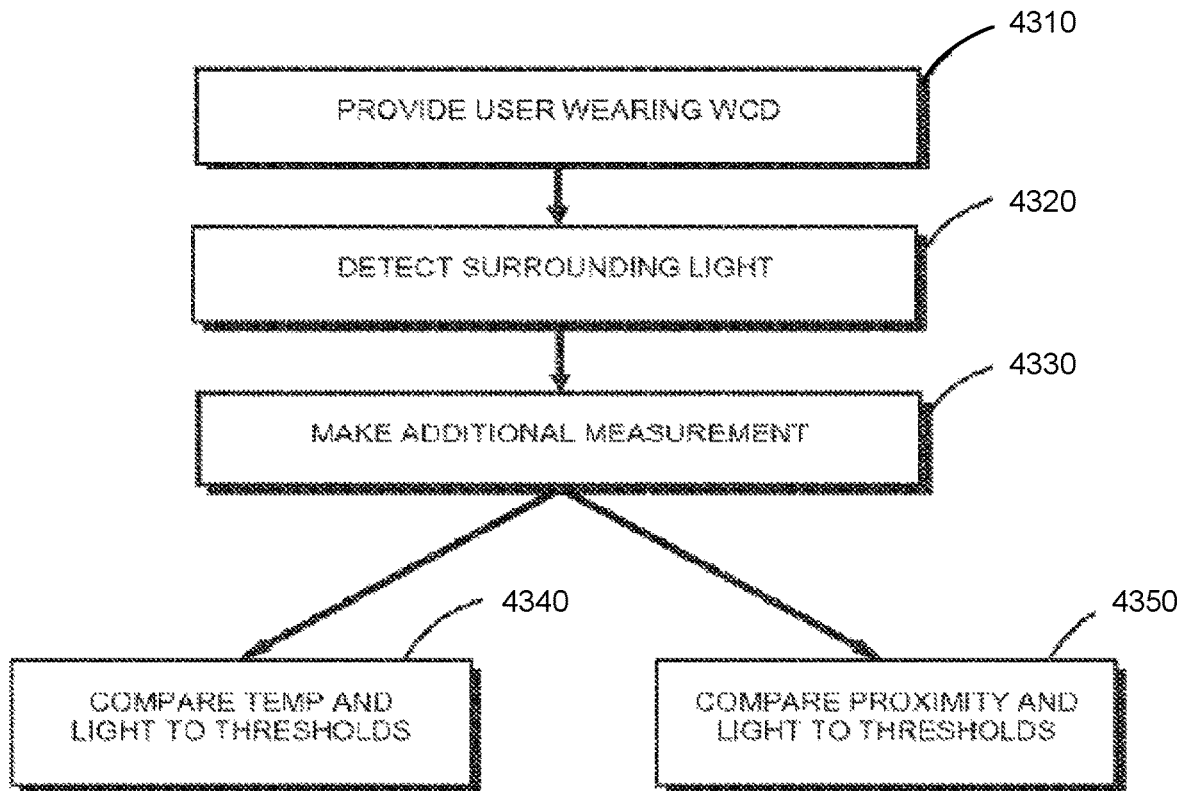 4310
PROVIDE USER WEARING WCD
4320
DETECT SURROUNDING LIGHT
4330
MAKE ADDITIONAL MEASUREMENT
4340
COMPARE TEMP AND
LIGHT TO THRESHOLDS
4350
COMPARE PROXIMITY AND
LIGHT TO THRESHOLDS